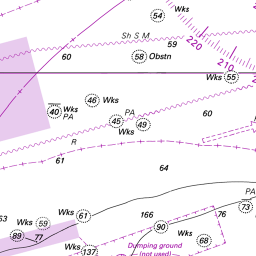 54 Wks
Sh S M
59
220
60
58 Obstn
210
Wks 55
46 Wks
40 Wks
PA
PA
45
49
Wks
60
R
61
64
PA
73
53
Wks 59
Wks 61
166
76
89
77
90
Wks
68
Wks
137
Dumping ground
(not used)